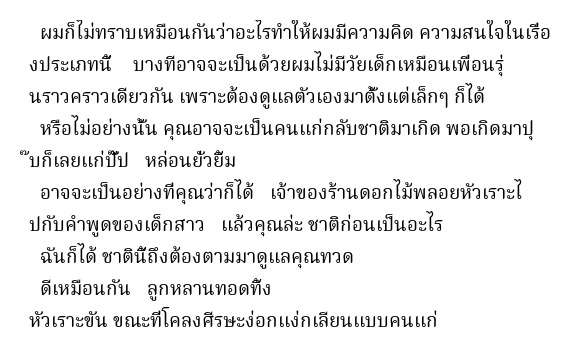 ผมก็ไม่ทราบเหมือนกันว่าอะไรทำให้ผมมีความคิด ความสนใจในเรื่อ
งประเภทนี้    บางทีอาจจะเป็นด้วยผมไม่มีวัยเด็กเหมือนเพื่อนรุ่
นราวคราวเดียวกัน เพราะต้องดูแลตัวเองมาตั้งแต่เล็กๆ ก็ได้
หรือไม่อย่างนั้น คุณอาจจะเป็นคนแก่กลับชาติมาเกิด พอเกิดมาปุ
๊บก็เลยแก่ปั๊ป   หล่อนยั่วยิ้ม
อาจจะเป็นอย่างที่คุณว่าก็ได้   เจ้าของร้านดอกไม้พลอยหัวเราะไ
ปกับคำพูดของเด็กสาว   แล้วคุณล่ะ ชาติก่อนเป็นอะไร
ฉันก็ได้ ชาตินี้ถึงต้องตามมาดูแลคุณทวด
ดีเหมือนกัน   ลูกหลานทอดทิ้ง
หัวเราะขัน ขณะที่โคลงศีรษะง่อกแง่กเลียนแบบคนแก่